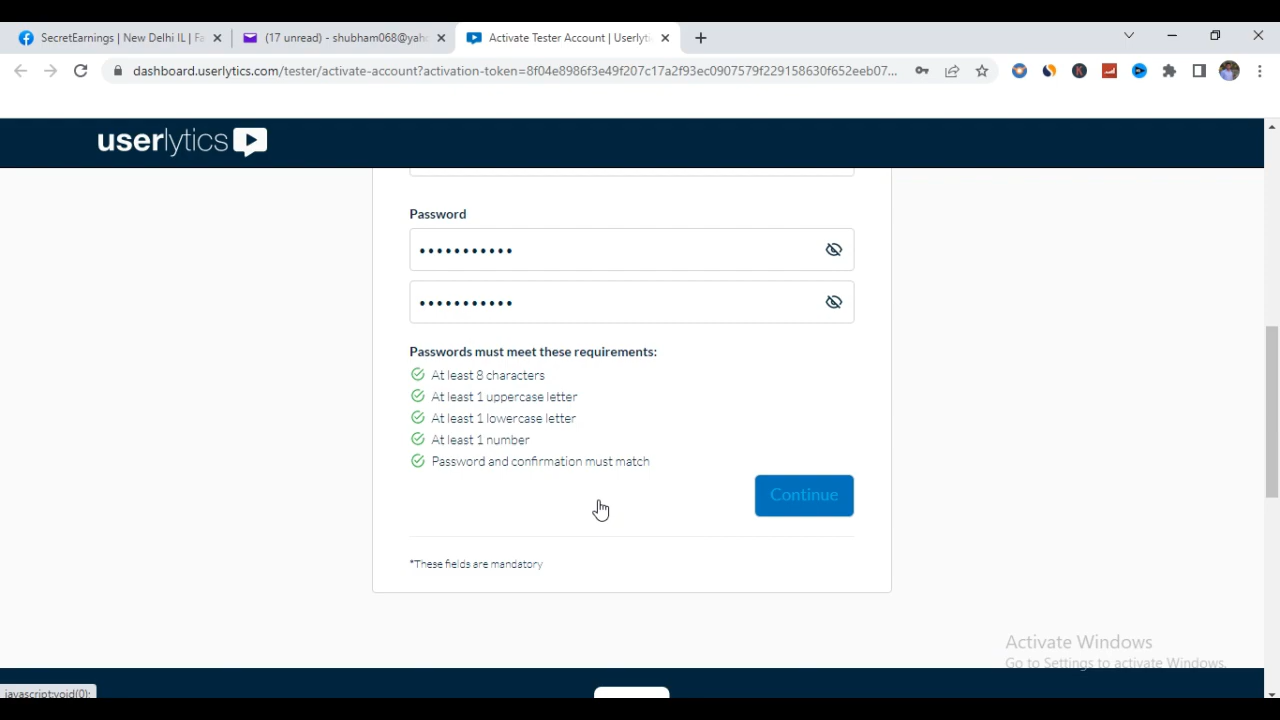 SecretEarnings | New Delhi IL | Fa
(17 unread) - shubham068@yah
Activate Tester Account | Userlyt
dashboard.userlytics.com/tester/activate-account?activation-token=8f04e8986f3e49f207c17a2f93ec0907579f229158630f652eeb07...
userlytics
Password
•••••••••••
•••••••••••
Passwords must meet these requirements:
At least 8 characters
At least 1 uppercase letter
At least 1 lowercase letter
At least 1 number
Password and confirmation must match
Continue
*These fields are mandatory
Activate Windows
Go to Settings to activate Windows.
javascript:void(0);